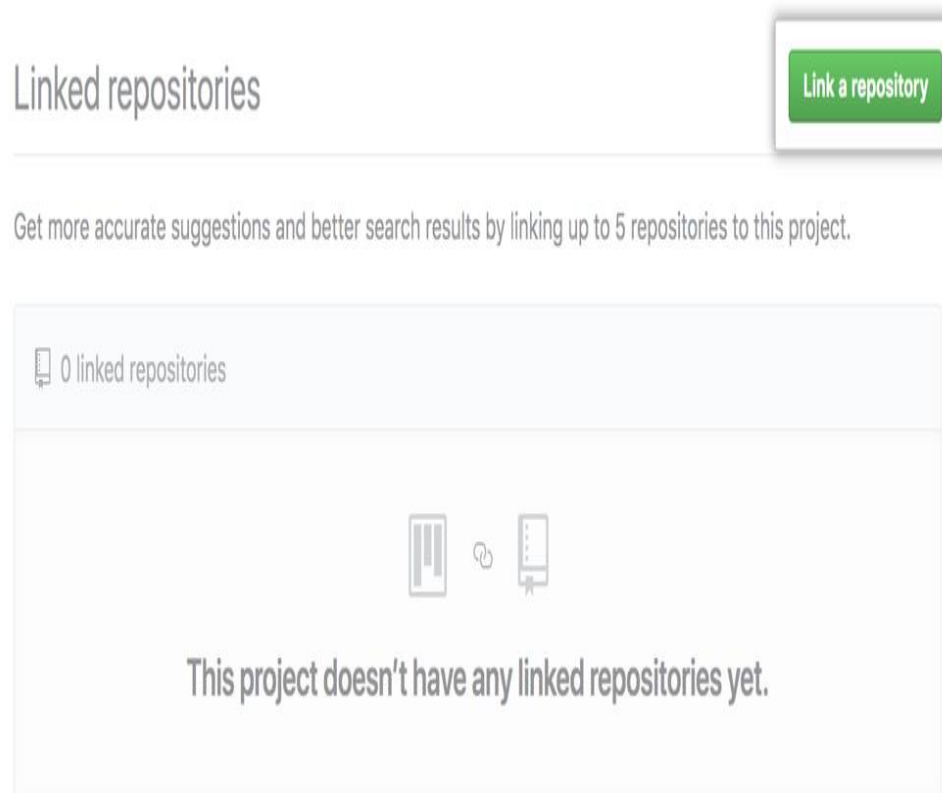 Linked repositories
Link a repository
Get more accurate suggestions and better search results by linking up to 5 repositories to this project.
0 linked repositories
This project doesn’t have any linked repositories yet.